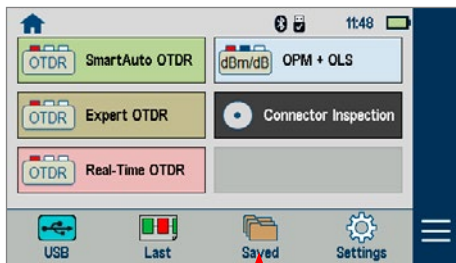 11:48
OTDR SmartAuto OTDR
dBm/dB OPM + OLS
OTDR Expert OTDR
Connector Inspection
OTDR Real-Time OTDR
USB Last Saved Settings